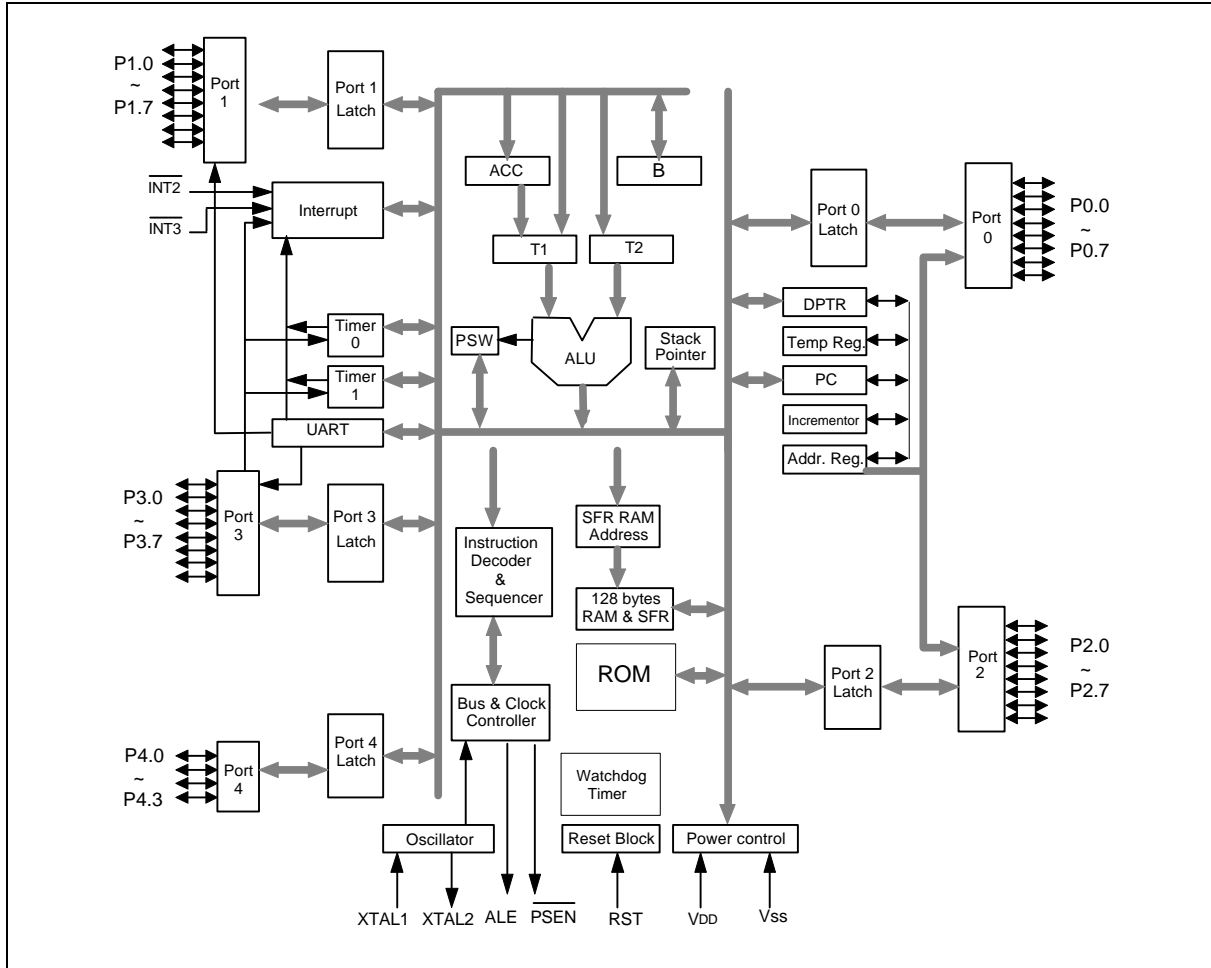 P1.0
~
P1.7
Port
1
Port 1
Latch
INT2
INT3
Interrupt
ACC
B
T1
T2
Port 0
Latch
Port
0
P0.0
~
P0.7
Timer
0
Timer
1
UART
PSW
ALU
Stack
Pointer
DPTR
Temp Reg.
PC
Incrementor
Addr. Reg.
P3.0
~
P3.7
Port
3
Port 3
Latch
Instruction
Decoder
&
Sequencer
SFR RAM
Address
128 bytes
RAM & SFR
ROM
Port 2
Latch
Port
2
P2.0
~
P2.7
Bus & Clock
Controller
P4.0
~
P4.3
Port
4
Port 4
Latch
Watchdog
Timer
Oscillator
Reset Block
Power control
XTAL1
XTAL2
ALE
PSEN
RST
VDD
Vss